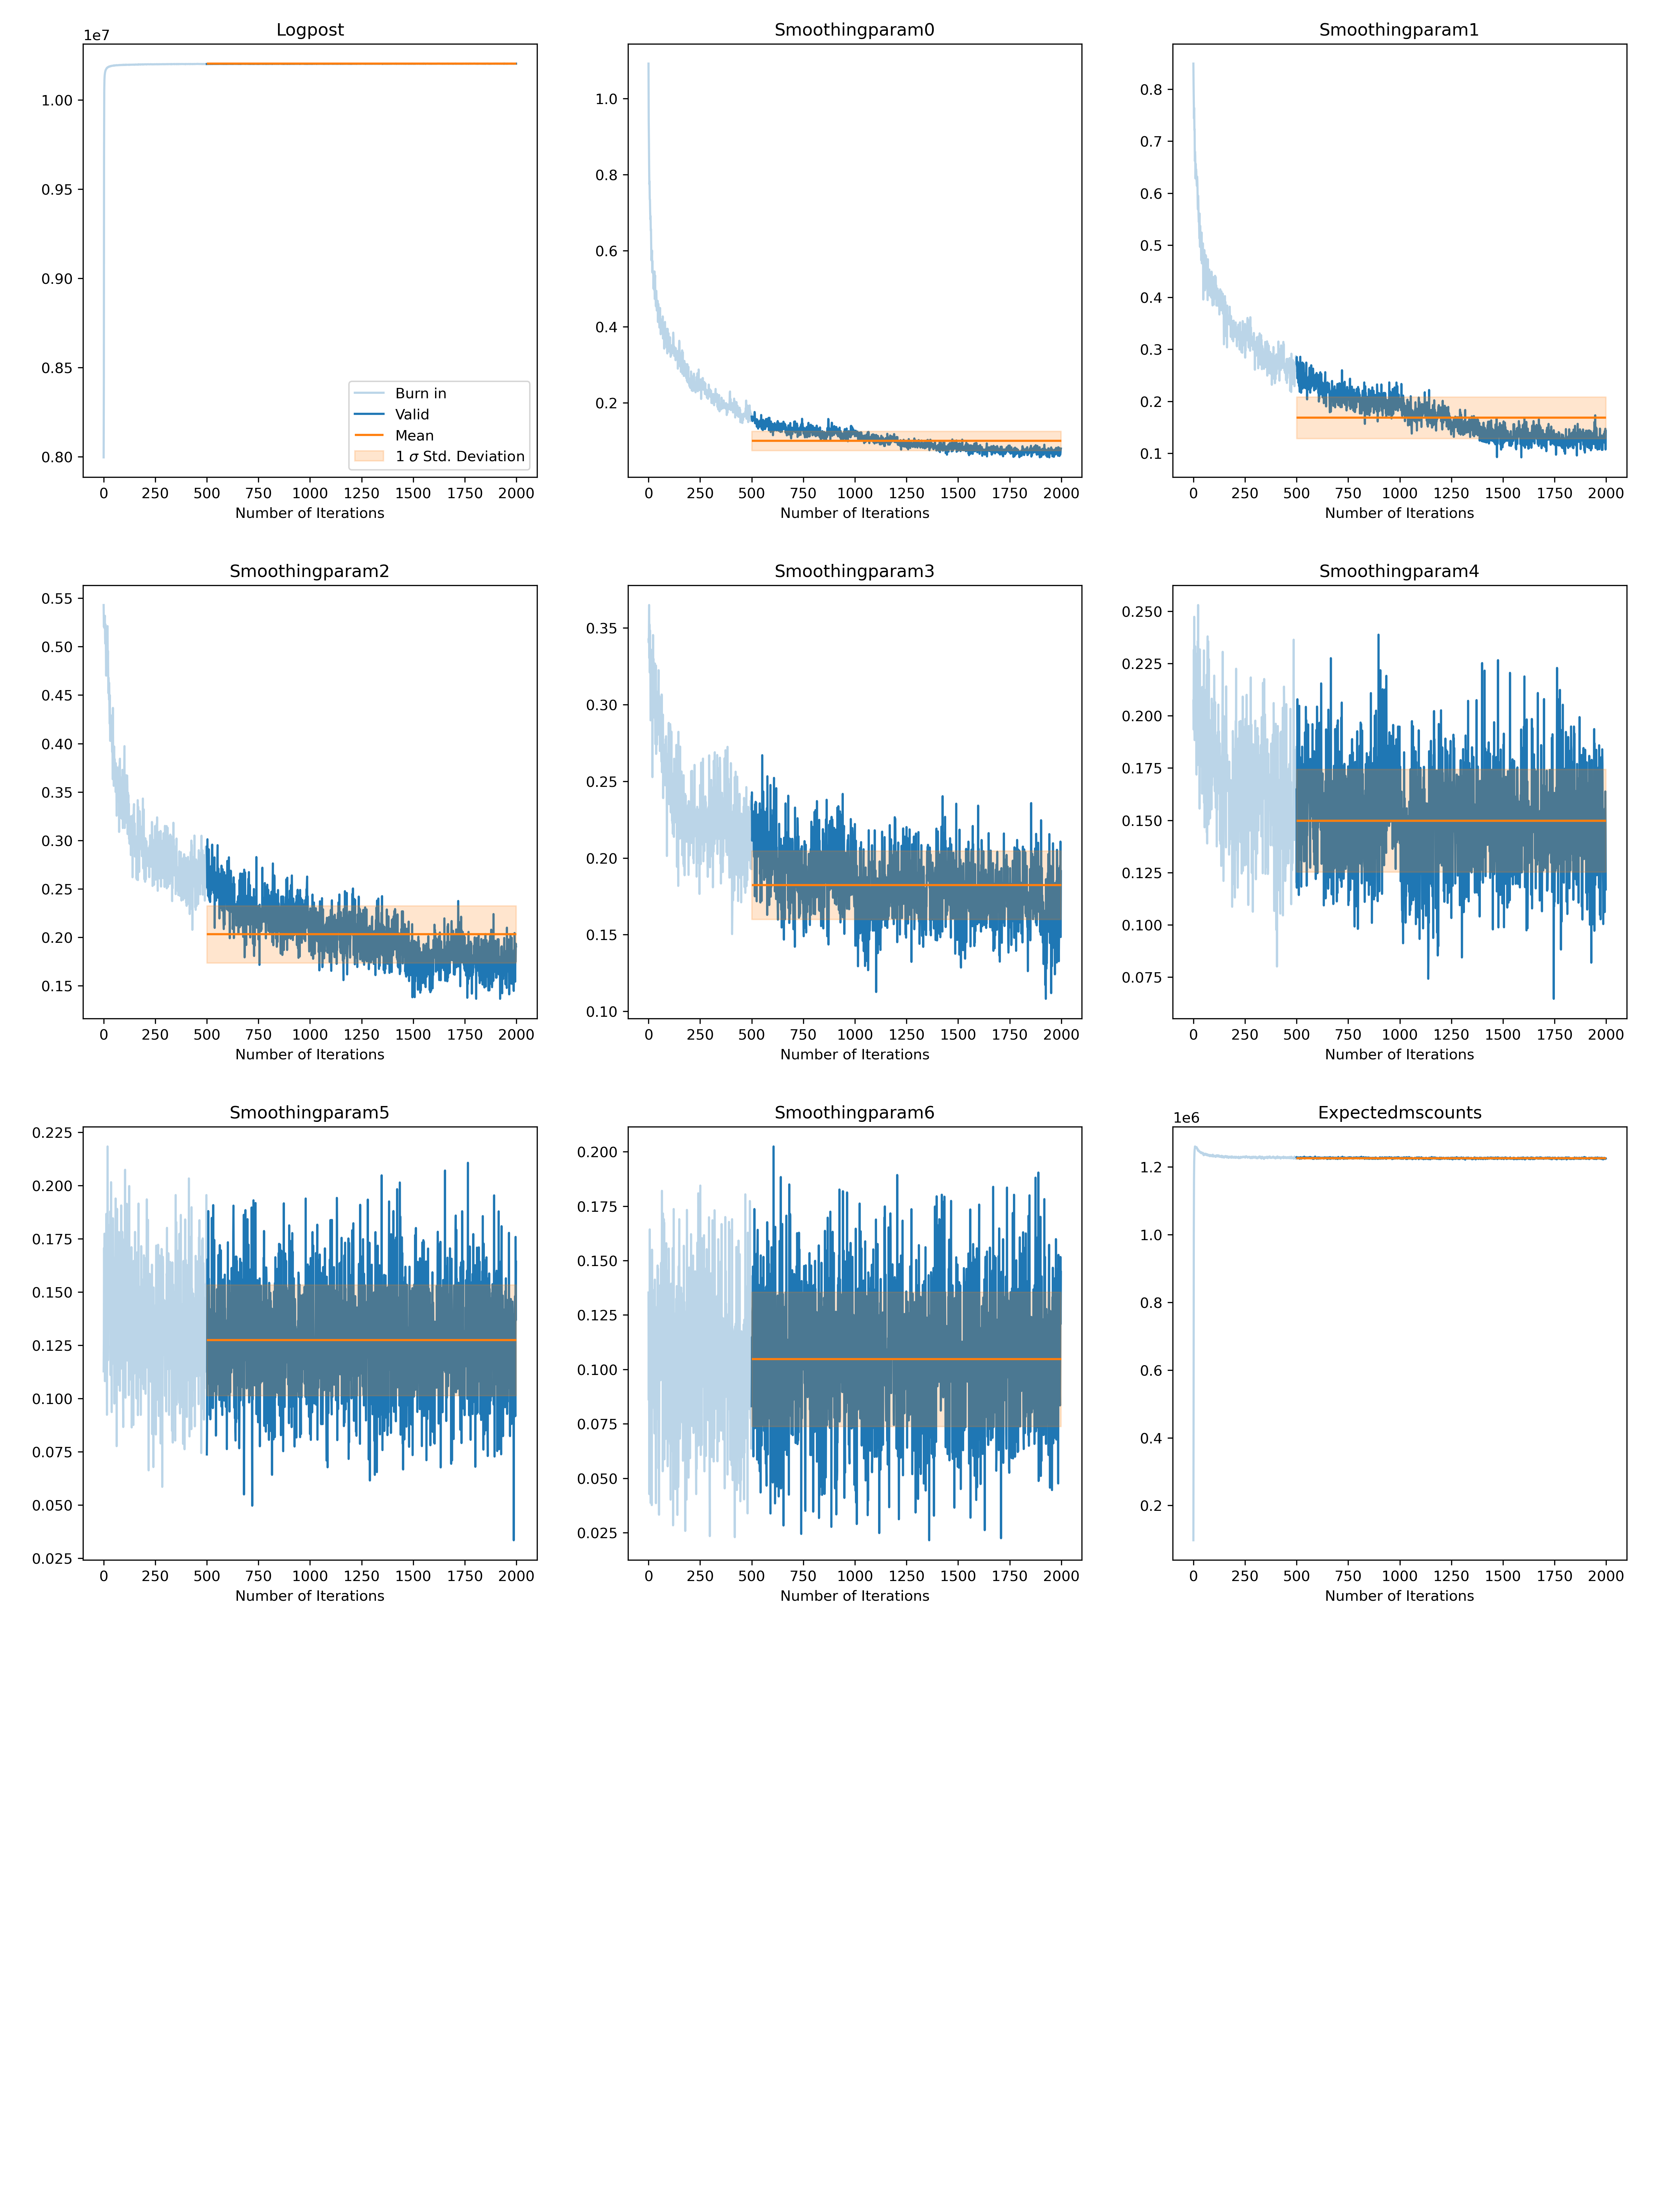 Logpost
1e7
1.00
0.95
0.90
0.85
0.80
Burn in
Valid
Mean
1 σ Std. Deviation
0 250 500 750 1000 1250 1500 1750 2000
Number of Iterations
Smoothingparam0
1.0
0.8
0.6
0.4
0.2
0 250 500 750 1000 1250 1500 1750 2000
Number of Iterations
Smoothingparam1
0.8
0.7
0.6
0.5
0.4
0.3
0.2
0.1
0 250 500 750 1000 1250 1500 1750 2000
Number of Iterations
Smoothingparam2
0.55
0.50
0.45
0.40
0.35
0.30
0.25
0.20
0.15
0 250 500 750 1000 1250 1500 1750 2000
Number of Iterations
Smoothingparam3
0.35
0.30
0.25
0.20
0.15
0.10
0 250 500 750 1000 1250 1500 1750 2000
Number of Iterations
Smoothingparam4
0.250
0.225
0.200
0.175
0.150
0.125
0.100
0.075
0 250 500 750 1000 1250 1500 1750 2000
Number of Iterations
Smoothingparam5
0.225
0.200
0.175
0.150
0.125
0.100
0.075
0.050
0.025
0 250 500 750 1000 1250 1500 1750 2000
Number of Iterations
Smoothingparam6
0.200
0.175
0.150
0.125
0.100
0.075
0.050
0.025
0 250 500 750 1000 1250 1500 1750 2000
Number of Iterations
Expectedmscounts
1e6
1.2
1.0
0.8
0.6
0.4
0.2
0 250 500 750 1000 1250 1500 1750 2000
Number of Iterations